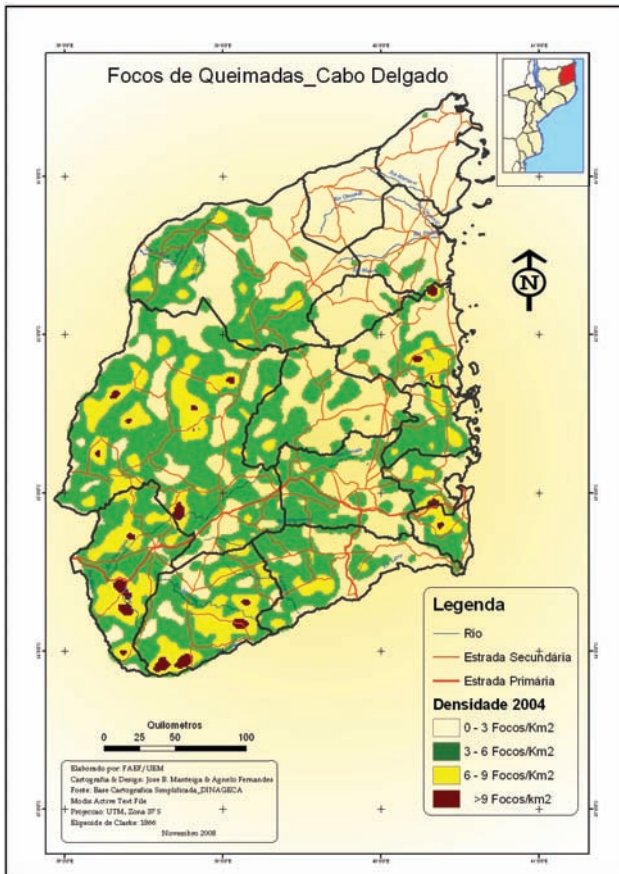 Focos de Queimadas_Cabo Delgado
N
Legenda
Rio
Estrada Secundária
Estrada Primária
Densidade 2004
0 - 3 Focos/Km2
3 - 6 Focos/Km2
6 - 9 Focos/Km2
>9 Focos/km2
Quilometros
0 25 50 100
Elaborado por: FAEF/UEM
Cartografia & Design: Jose B. Manteiga & Agnelo Fernandes
Fonte: Base Cartografica Simplificada_DINAGECA
Modis Active Text File
Projeccao: UTM, Zona 37 S
Elipsoide de Clarke: 1866
Novembro 2008